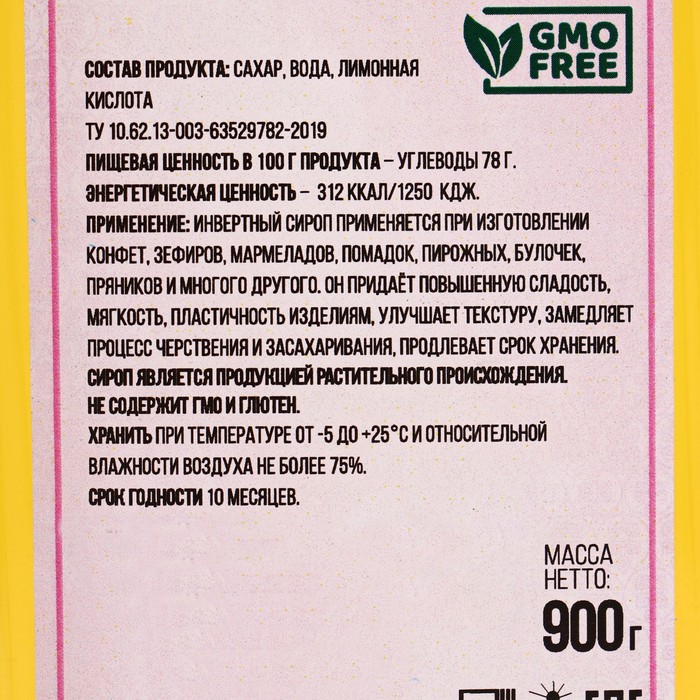 GMO
FREE
СОСТАВ ПРОДУКТА: САХАР, ВОДА, ЛИМОННАЯ
КИСЛОТА
ТУ 10.62.13-003-63529782-2019
ПИЩЕВАЯ ЦЕННОСТЬ В 100 Г ПРОДУКТА – УГЛЕВОДЫ 78 Г.
ЭНЕРГЕТИЧЕСКАЯ ЦЕННОСТЬ – 312 ККАЛ/1250 КДЖ.
ПРИМЕНЕНИЕ: ИНВЕРТНЫЙ СИРОП ПРИМЕНЯЕТСЯ ПРИ ИЗГОТОВЛЕНИИ
КОНФЕТ, ЗЕФИРОВ, МАРМЕЛАДОВ, ПОМАДОК, ПИРОЖНЫХ, БУЛОЧЕК,
ПРЯНИКОВ И МНОГОГО ДРУГОГО. ОН ПРИДАЁТ ПОВЫШЕННУЮ СЛАДОСТЬ,
МЯГКОСТЬ, ПЛАСТИЧНОСТЬ ИЗДЕЛИЯМ, УЛУЧШАЕТ ТЕКСТУРУ, ЗАМЕДЛЯЕТ
ПРОЦЕСС ЧЕРСТВЕНИЯ И ЗАСАХАРИВАНИЯ, ПРОДЛЕВАЕТ СРОК ХРАНЕНИЯ.
СИРОП ЯВЛЯЕТСЯ ПРОДУКЦИЕЙ РАСТИТЕЛЬНОГО ПРОИСХОЖДЕНИЯ.
НЕ СОДЕРЖИТ ГМО И ГЛЮТЕН.
ХРАНИТЬ ПРИ ТЕМПЕРАТУРЕ ОТ -5 ДО +25°С И ОТНОСИТЕЛЬНОЙ
ВЛАЖНОСТИ ВОЗДУХА НЕ БОЛЕЕ 75%.
СРОК ГОДНОСТИ 10 МЕСЯЦЕВ.
МАССА
НЕТТО:
900 г